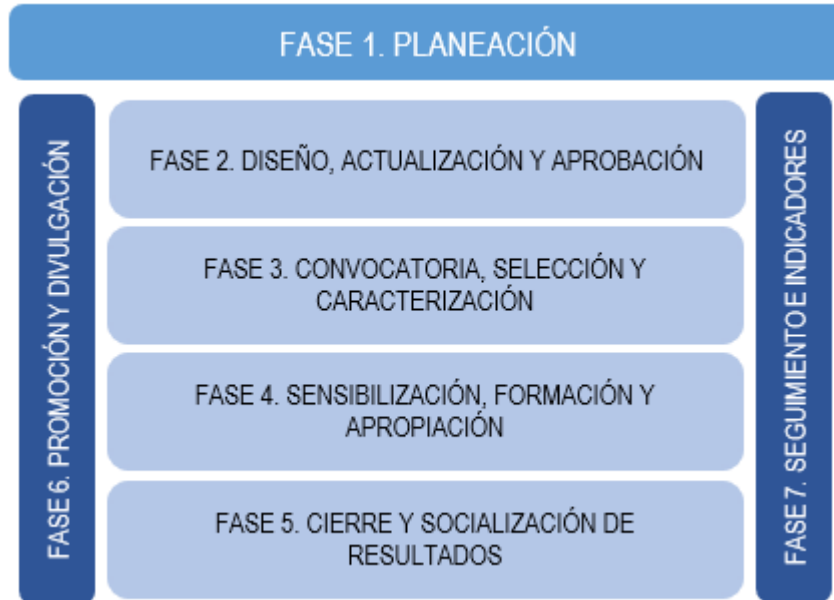 FASE 1. PLANEACIÓN
FASE 6. PROMOCIÓN Y DIVULGACIÓN
FASE 2. DISEÑO, ACTUALIZACIÓN Y APROBACIÓN
FASE 3. CONVOCATORIA, SELECCIÓN Y
CARACTERIZACIÓN
FASE 4. SENSIBILIZACIÓN, FORMACIÓN Y
APROPIACIÓN
FASE 5. CIERRE Y SOCIALIZACIÓN DE
RESULTADOS
FASE 7. SEGUIMIENTO E INDICADORES